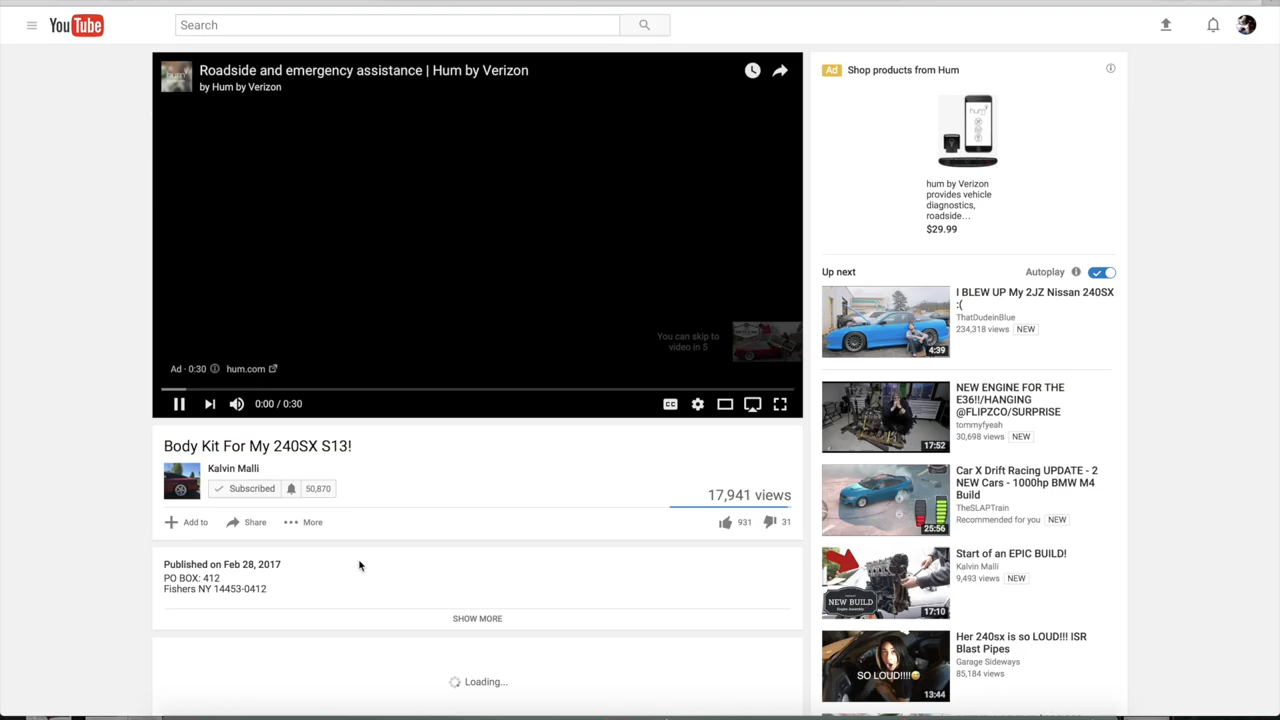 YouTube
Search
Roadside and emergency assistance | Hum by Verizon
by Hum by Verizon
You can skip to
video in 5
Ad · 0:30
hum.com
0:00 / 0:30
CC
Body Kit For My 240SX S13!
Kalvin Malli
Subscribed
50,870
17,941 views
Add to
Share
More
931
31
Published on Feb 28, 2017
PO BOX: 412
Fishers NY 14453-0412
SHOW MORE
Loading...
Ad
Shop products from Hum
hum
hum by Verizon
provides vehicle
diagnostics,
roadside...
$29.99
Up next
Autoplay
I BLEW UP My 2JZ Nissan 240SX
:(
ThatDudeinBlue
234,318 views NEW
4:39
NEW ENGINE FOR THE
E36!!/HANGING
@FLIPZCO/SURPRISE
tommyfyeah
30,698 views NEW
17:52
Car X Drift Racing UPDATE - 2
NEW Cars - 1000hp BMW M4
Build
TheSLAPTrain
Recommended for you NEW
25:56
Start of an EPIC BUILD!
Kalvin Malli
9,493 views NEW
NEW BUILD
17:10
Her 240sx is so LOUD!!! ISR
Blast Pipes
Garage Sideways
85,184 views
SO LOUD!!!!
13:44